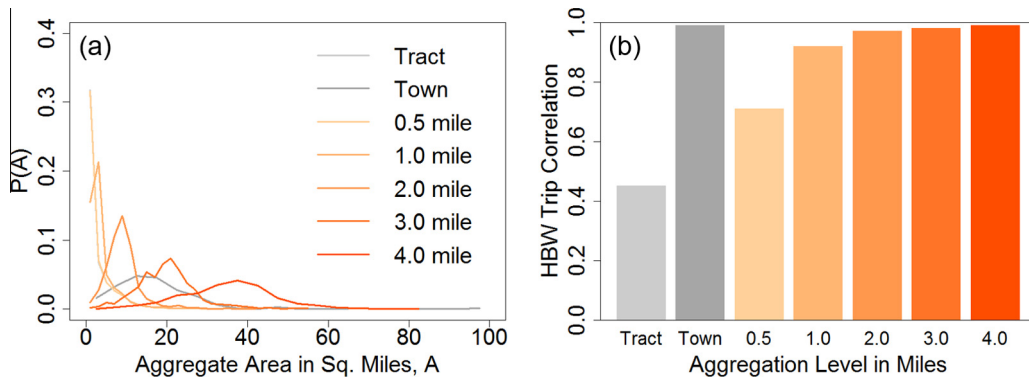 (a)
P(A)
0.0 0.1 0.2 0.3 0.4
Tract
Town
0.5 mile
1.0 mile
2.0 mile
3.0 mile
4.0 mile
0 20 40 60 80 100
Aggregate Area in Sq. Miles, A
(b)
HBW Trip Correlation
0.0 0.2 0.4 0.6 0.8 1.0
Tract Town 0.5 1.0 2.0 3.0 4.0
Aggregation Level in Miles